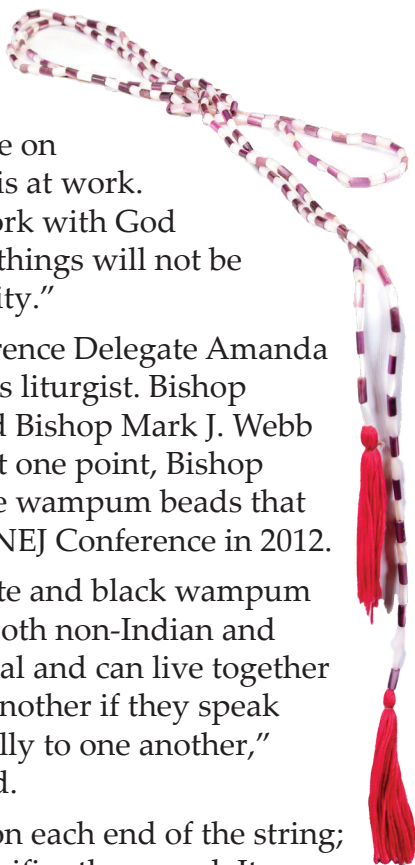 e on
is at work.
ork with God
things will not be
ity.”
rence Delegate Amanda
s liturgist. Bishop
d Bishop Mark J. Webb
t one point, Bishop
e wampum beads that
NEJ Conference in 2012.
te and black wampum
oth non-Indian and
al and can live together
nother if they speak
lly to one another,”
d.
on each end of the string;